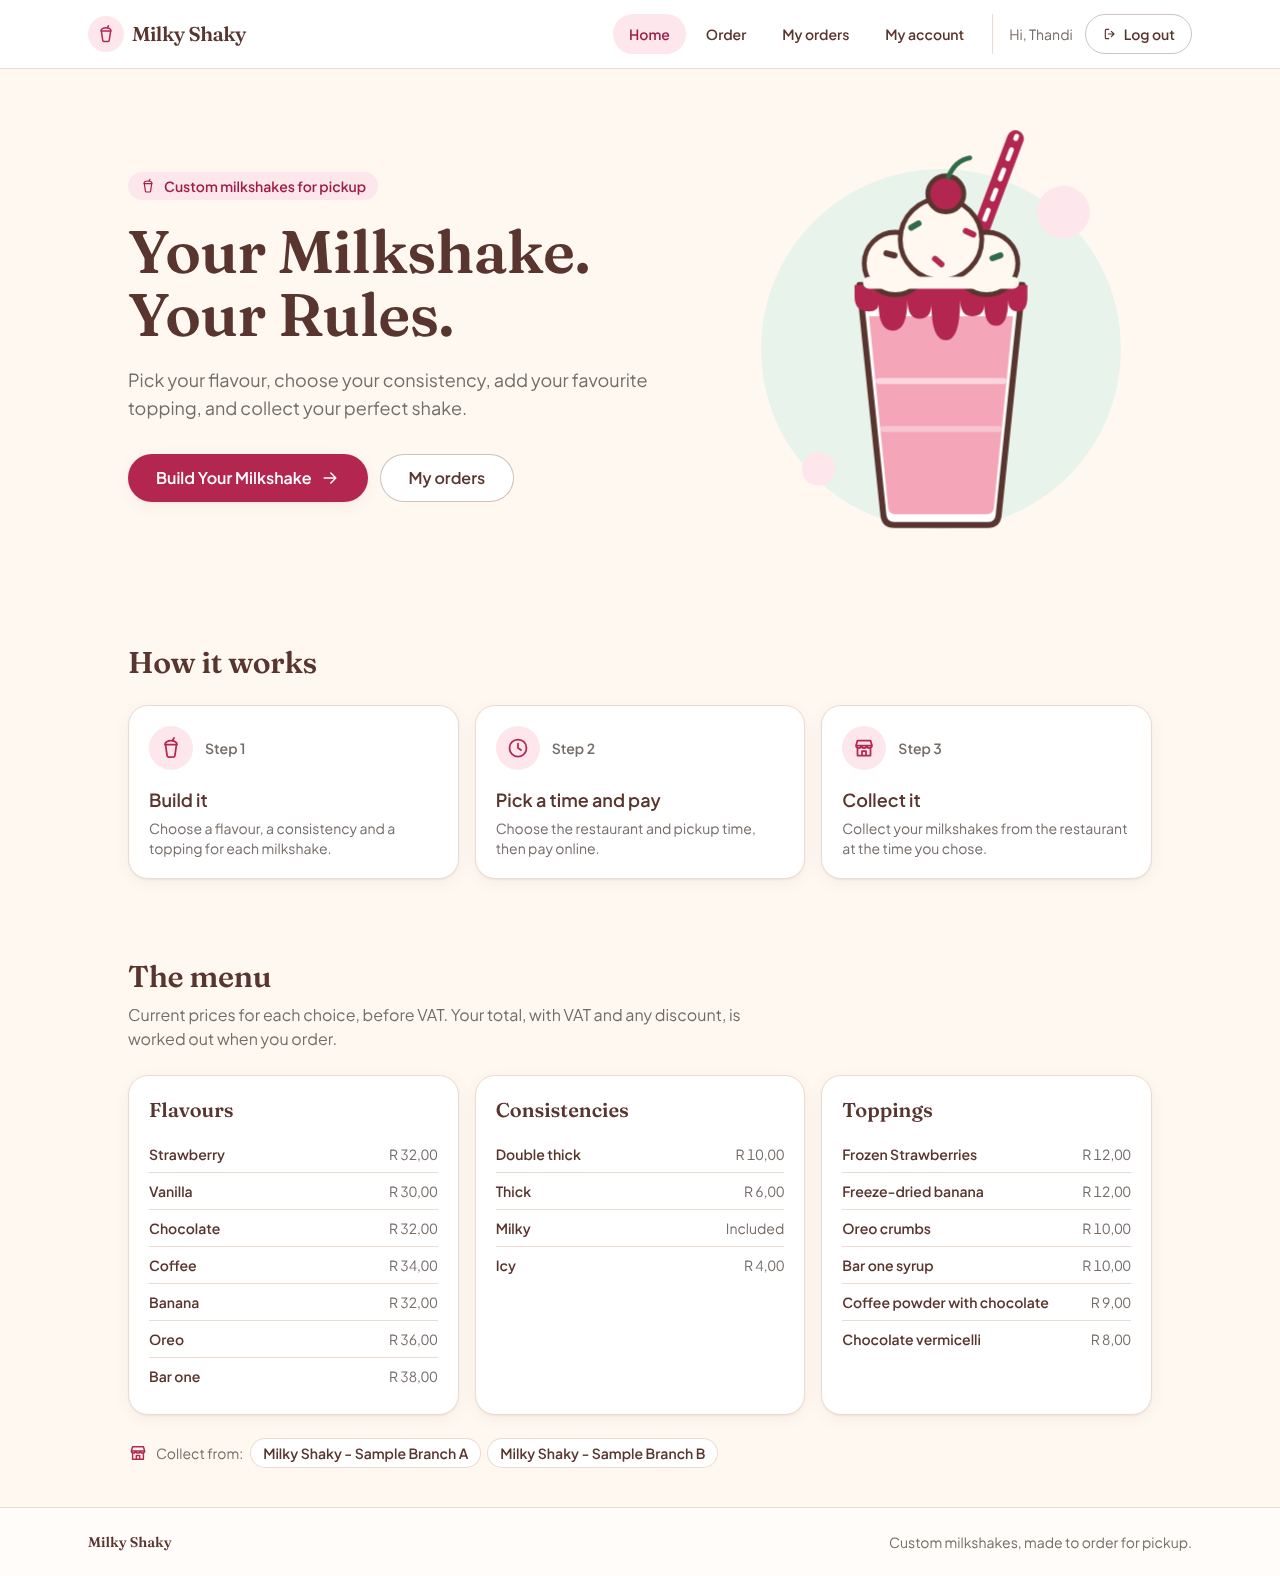 Milky Shaky
Home
Order
My orders
My account
Hi, Thandi
Log out
Custom milkshakes for pickup
Your Milkshake.
Your Rules.
Pick your flavour, choose your consistency, add your favourite
topping, and collect your perfect shake.
Build Your Milkshake
My orders
How it works
Step 1
Build it
Choose a flavour, a consistency and a
topping for each milkshake.
Step 2
Pick a time and pay
Choose the restaurant and pickup time,
then pay online.
Step 3
Collect it
Collect your milkshakes from the restaurant
at the time you chose.
The menu
Current prices for each choice, before VAT. Your total, with VAT and any discount, is
worked out when you order.
Flavours
Strawberry R 32,00
Vanilla R 30,00
Chocolate R 32,00
Coffee R 34,00
Banana R 32,00
Oreo R 36,00
Bar one R 38,00
Consistencies
Double thick R 10,00
Thick R 6,00
Milky Included
Icy R 4,00
Toppings
Frozen Strawberries R 12,00
Freeze-dried banana R 12,00
Oreo crumbs R 10,00
Bar one syrup R 10,00
Coffee powder with chocolate R 9,00
Chocolate vermicelli R 8,00
Collect from: Milky Shaky - Sample Branch A Milky Shaky - Sample Branch B
Milky Shaky
Custom milkshakes, made to order for pickup.